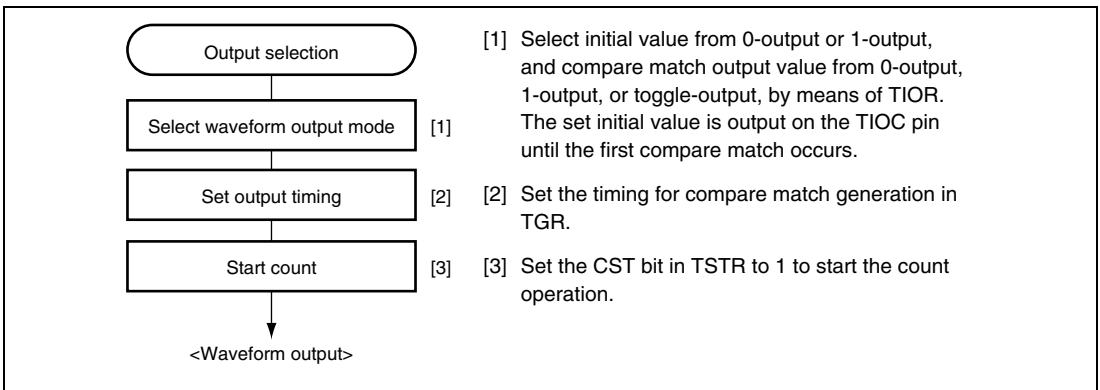 Output selection
Select waveform output mode [1]
Set output timing [2]
Start count [3]
<Waveform output>
[1] Select initial value from 0-output or 1-output,
and compare match output value from 0-output,
1-output, or toggle-output, by means of TIOR.
The set initial value is output on the TIOC pin
until the first compare match occurs.
[2] Set the timing for compare match generation in
TGR.
[3] Set the CST bit in TSTR to 1 to start the count
operation.